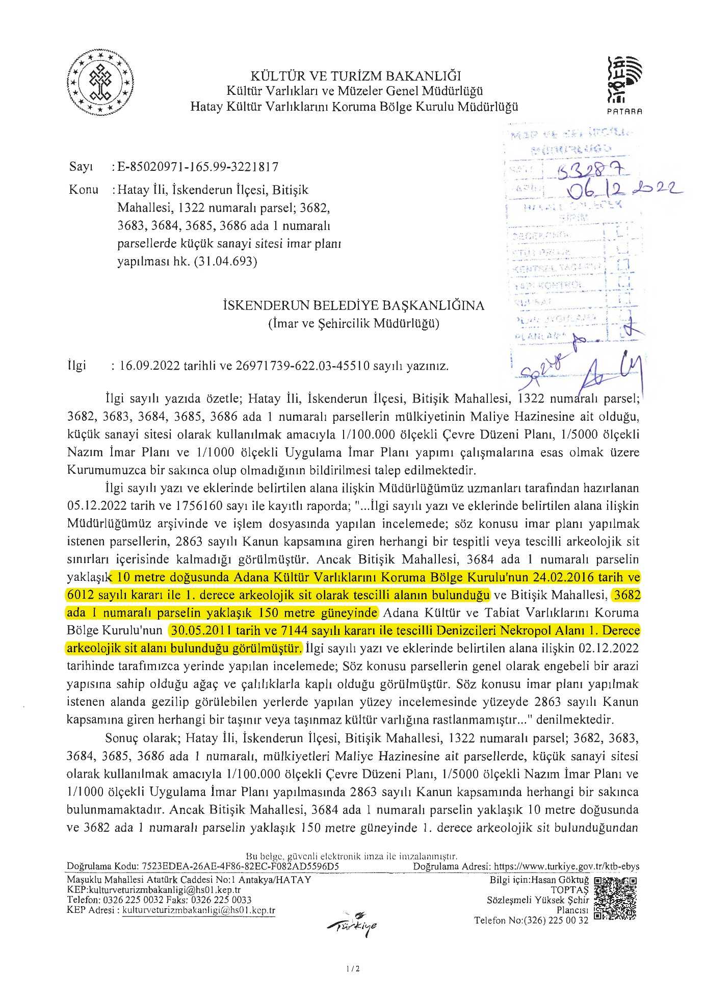 KÜLTÜR VE TURİZM BAKANLIĞI
Kültür Varlıkları ve Müzeler Genel Müdürlüğü
Hatay Kültür Varlıklarını Koruma Bölge Kurulu Müdürlüğü
PATARA
MÜDÜRLÜĞÜ
53287
06 12 2022
BİRİM
KENTSEL TASARIM
YAPI KONTROL
RUHSAT
PLAN UYGULAMA
PLANLAMA
Sayı : E-85020971-165.99-3221817
Konu : Hatay İli, İskenderun İlçesi, Bitişik
Mahallesi, 1322 numaralı parsel; 3682,
3683, 3684, 3685, 3686 ada 1 numaralı
parsellerde küçük sanayi sitesi imar planı
yapılması hk. (31.04.693)
İSKENDERUN BELEDİYE BAŞKANLIĞINA
(İmar ve Şehircilik Müdürlüğü)
İlgi : 16.09.2022 tarihli ve 26971739-622.03-45510 sayılı yazınız.
İlgi sayılı yazıda özetle; Hatay İli, İskenderun İlçesi, Bitişik Mahallesi, 1322 numaralı parsel;
3682, 3683, 3684, 3685, 3686 ada 1 numaralı parsellerin mülkiyetinin Maliye Hazinesine ait olduğu,
küçük sanayi sitesi olarak kullanılmak amacıyla 1/100.000 ölçekli Çevre Düzeni Planı, 1/5000 ölçekli
Nazım İmar Planı ve 1/1000 ölçekli Uygulama İmar Planı yapımı çalışmalarına esas olmak üzere
Kurumumuzca bir sakınca olup olmadığının bildirilmesi talep edilmektedir.
İlgi sayılı yazı ve eklerinde belirtilen alana ilişkin Müdürlüğümüz uzmanları tarafından hazırlanan
05.12.2022 tarih ve 1756160 sayı ile kayıtlı raporda; "...İlgi sayılı yazı ve eklerinde belirtilen alana ilişkin
Müdürlüğümüz arşivinde ve işlem dosyasında yapılan incelemede; söz konusu imar planı yapılmak
istenen parsellerin, 2863 sayılı Kanun kapsamına giren herhangi bir tespitli veya tescilli arkeolojik sit
sınırları içerisinde kalmadığı görülmüştür. Ancak Bitişik Mahallesi, 3684 ada 1 numaralı parselin
yaklaşık 10 metre doğusunda Adana Kültür Varlıklarını Koruma Bölge Kurulu'nun 24.02.2016 tarih ve
6012 sayılı kararı ile 1. derece arkeolojik sit olarak tescilli alanın bulunduğu ve Bitişik Mahallesi, 3682
ada 1 numaralı parselin yaklaşık 150 metre güneyinde Adana Kültür ve Tabiat Varlıklarını Koruma
Bölge Kurulu'nun 30.05.2011 tarih ve 7144 sayılı kararı ile tescilli Denizcileri Nekropol Alanı 1. Derece
arkeolojik sit alanı bulunduğu görülmüştür. İlgi sayılı yazı ve eklerinde belirtilen alana ilişkin 02.12.2022
tarihinde tarafımızca yerinde yapılan incelemede; Söz konusu parsellerin genel olarak engebeli bir arazi
yapısına sahip olduğu ağaç ve çalılıklarla kaplı olduğu görülmüştür. Söz konusu imar planı yapılmak
istenen alanda gezilip görülebilen yerlerde yapılan yüzey incelemesinde yüzeyde 2863 sayılı Kanun
kapsamına giren herhangi bir taşınır veya taşınmaz kültür varlığına rastlanmamıştır..." denilmektedir.
Sonuç olarak; Hatay İli, İskenderun İlçesi, Bitişik Mahallesi, 1322 numaralı parsel; 3682, 3683,
3684, 3685, 3686 ada 1 numaralı, mülkiyetleri Maliye Hazinesine ait parsellerde, küçük sanayi sitesi
olarak kullanılmak amacıyla 1/100.000 ölçekli Çevre Düzeni Planı, 1/5000 ölçekli Nazım İmar Planı ve
1/1000 ölçekli Uygulama İmar Planı yapılmasında 2863 sayılı Kanun kapsamında herhangi bir sakınca
bulunmamaktadır. Ancak Bitişik Mahallesi, 3684 ada 1 numaralı parselin yaklaşık 10 metre doğusunda
ve 3682 ada 1 numaralı parselin yaklaşık 150 metre güneyinde 1. derece arkeolojik sit bulunduğundan
Bu belge, güvenli elektronik imza ile imzalanmıştır.
Doğrulama Kodu: 7523EDEA-26AE-4F86-82EC-F082AD5596D5 Doğrulama Adresi: https://www.turkiye.gov.tr/ktb-ebys
Maşuklu Mahallesi Atatürk Caddesi No:1 Antakya/HATAY Bilgi için:Hasan Göktuğ
KEP:kulturveturizmbakanligi@hs01.kep.tr TOPTAŞ
Telefon: 0326 225 0032 Faks: 0326 225 0033 Sözleşmeli Yüksek Şehir
KEP Adresi : kulturveturizmbakanligi@hs01.kep.tr Plancısı
Telefon No:(326) 225 00 32
Türkiye
1 / 2